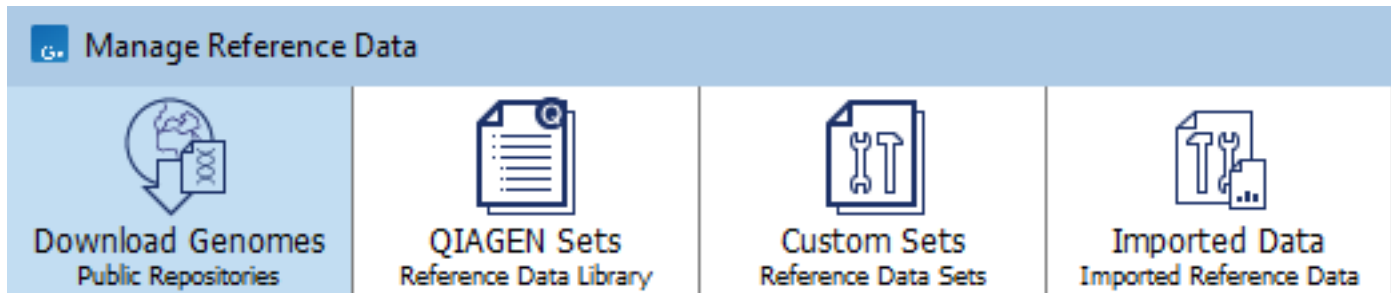 G.
Manage Reference Data
Download Genomes
Public Repositories
Q
QIAGEN Sets
Reference Data Library
Custom Sets
Reference Data Sets
Imported Data
Imported Reference Data